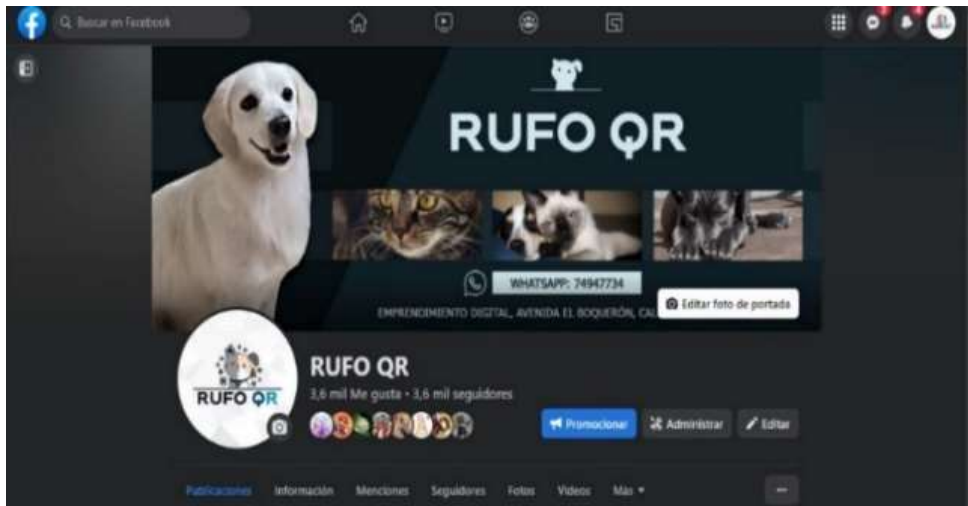 Buscar en Facebook
RUFO QR
WHATSAPP: 74947734
EMPRENDIMIENTO DIGITAL, AVENIDA EL BOQUERÓN, CAL
Editar foto de portada
RUFO QR
RUFO QR
3,6 mil Me gusta • 3,6 mil seguidores
Promocionar Administrar Editar
Publicaciones Información Menciones Seguidores Fotos Videos Más